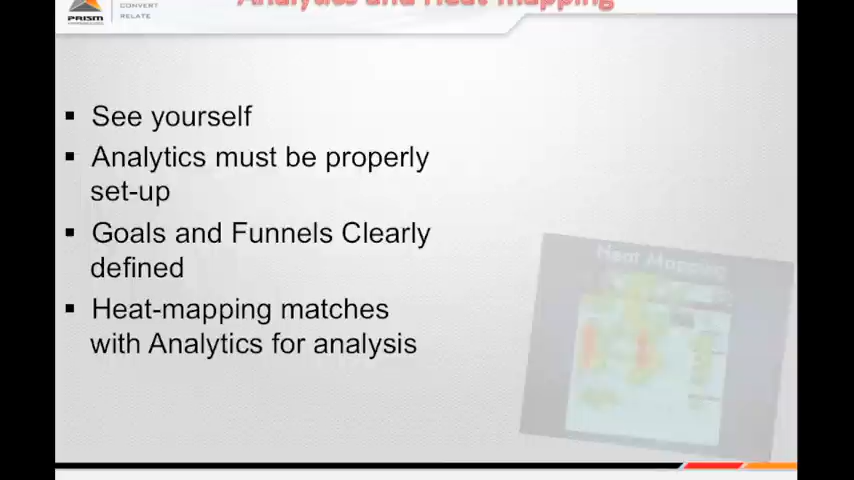 CONVERT
RELATE
PRISM
Analytics and Heat mapping
▪ See yourself
▪ Analytics must be properly
set-up
▪ Goals and Funnels Clearly
defined
▪ Heat-mapping matches
with Analytics for analysis
Heat Mapping